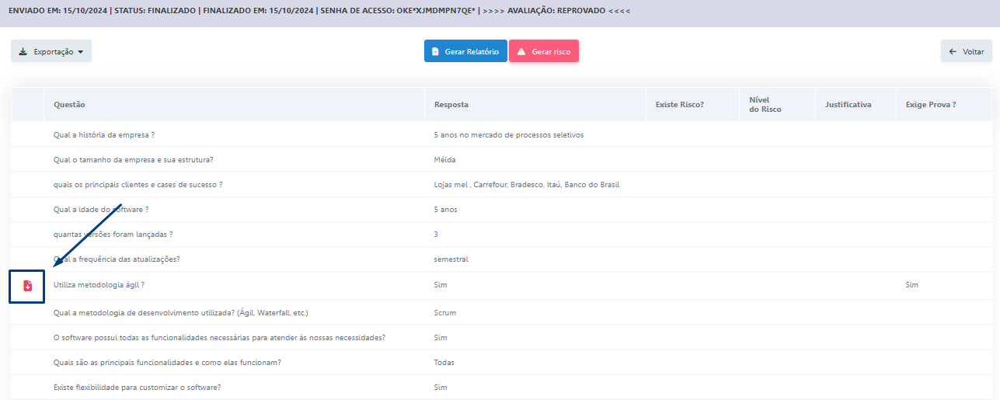 ENVIADO EM: 15/10/2024 | STATUS: FINALIZADO | FINALIZADO EM: 15/10/2024 | SENHA DE ACESSO: OKE*XJMDMPN7QE* | >>>> AVALIAÇÃO: REPROVADO <<<<
Exportação Gerar Relatório Gerar risco Voltar
Questão Resposta Existe Risco? Nível do Risco Justificativa Exige Prova ?
Qual a história da empresa ? 5 anos no mercado de processos seletivos
Qual o tamanho da empresa e sua estrutura? Méida
quais os principais clientes e cases de sucesso ? Lojas mel , Carrefour, Bradesco, Itaú, Banco do Brasil
Qual a idade do software ? 5 anos
quantas versões foram lançadas ? 3
Qual a frequência das atualizações? semestral
Utiliza metodologia ágil ? Sim Sim
Qual a metodologia de desenvolvimento utilizada? (Ágil, Waterfall, etc.) Scrum
O software possui todas as funcionalidades necessárias para atender às nossas necessidades? Sim
Quais são as principais funcionalidades e como elas funcionam? Todas
Existe flexibilidade para customizar o software? Sim